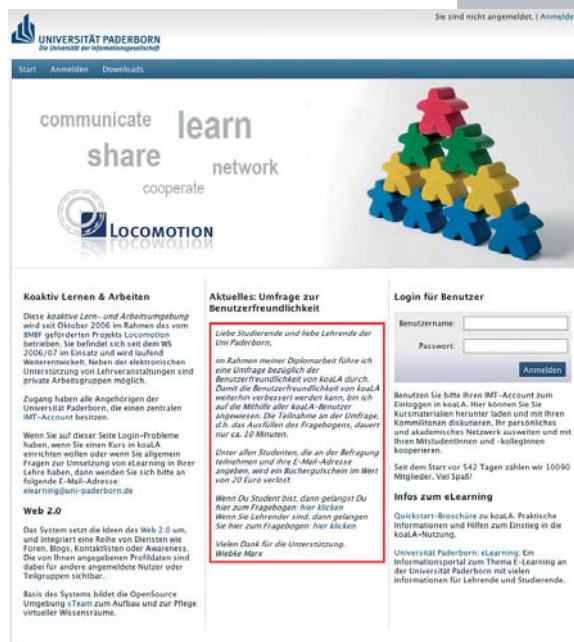 Sie sind nicht angemeldet. | Anmelde
UNIVERSITÄT PADERBORN
Die Universität der Informationsgesellschaft
Start Anmelden Downloads
communicate learn
share network
cooperate
LOCOMOTION
Koaktiv Lernen & Arbeiten
Diese koaktive Lern- und Arbeitsumgebung
wird seit Oktober 2006 im Rahmen des vom
BMBF geförderten Projekts Locomotion
betrieben. Sie befindet sich seit dem WS
2006/07 im Einsatz und wird laufend
Weiterentwickelt. Neben der elektronischen
Unterstützung von Lehrveranstaltungen sind
private Arbeitsgruppen möglich.
Zugang haben alle Angehörigen der
Universität Paderborn, die einen zentralen
IMT-Account besitzen.
Wenn Sie auf dieser Seite Login-Probleme
haben, wenn Sie einen Kurs in koaLA
einrichten wollen oder wenn Sie allgemein
Fragen zur Umsetzung von eLearning in Ihrer
Lehre haben, dann wenden Sie sich bitte an
folgende E-Mail-Adresse:
elearning@uni-paderborn.de
Web 2.0
Das System setzt die Ideen des Web 2.0 um,
und integriert eine Reihe von Diensten wie
Foren, Blogs, Kontaktlisten oder Awareness.
Die von Ihnen angegebenen Profildaten sind
dabei für andere angemeldete Nutzer oder
Teilgruppen sichtbar.
Basis des Systems bildet die OpenSource
Umgebung sTeam zum Aufbau und zur Pflege
virtueller Wissensräume.
Aktuelles: Umfrage zur
Benutzerfreundlichkeit
Liebe Studierende und liebe Lehrende der
Uni Paderborn,
im Rahmen meiner Diplomarbeit führe ich
eine Umfrage bezüglich der
Benutzerfreundlichkeit von koaLA durch.
Damit die Benutzerfreundlichkeit von koaLA
weiterhin verbessert werden kann, bin ich
auf die Mithilfe aller koaLA-Benutzer
angewiesen. Die Teilnahme an der Umfrage,
d.h. das Ausfüllen des Fragebogens, dauert
nur ca. 10 Minuten.
Unter allen Studenten, die an der Befragung
teilnehmen und ihre E-Mail-Adresse
angeben, wird ein Büchergutschein im Wert
von 20 Euro verlost.
Wenn Du Student bist, dann gelangst Du
hier zum Fragebogen: hier klicken
Wenn Sie Lehrender sind, dann gelangen
Sie hier zum Fragebogen: hier klicken
Vielen Dank für die Unterstützung.
Wiebke Marx
Login für Benutzer
Benutzername:
Passwort:
Anmelden
Benutzen Sie bitte Ihren IMT-Account zum
Einloggen in koaLA. Hier können Sie Sie
Kursmaterialien herunter laden und mit Ihren
Kommilitonen diskutieren, Ihr persönliches
und akademisches Netzwerk ausweiten und mit
Ihren MitstudentInnen und -kollegInnen
kooperieren.
Seit dem Start vor 542 Tagen zählen wir 10090
Mitglieder. Viel Spaß!
Infos zum eLearning
Quickstart-Broschüre zu koaLA. Praktische
Informationen und Hilfen zum Einstieg in die
koaLA-Nutzung.
Universität Paderborn: eLearning: Ein
Informationsportal zum Thema E-Learning an
der Universität Paderborn mit vielen
Informationen für Lehrende und Studierende.